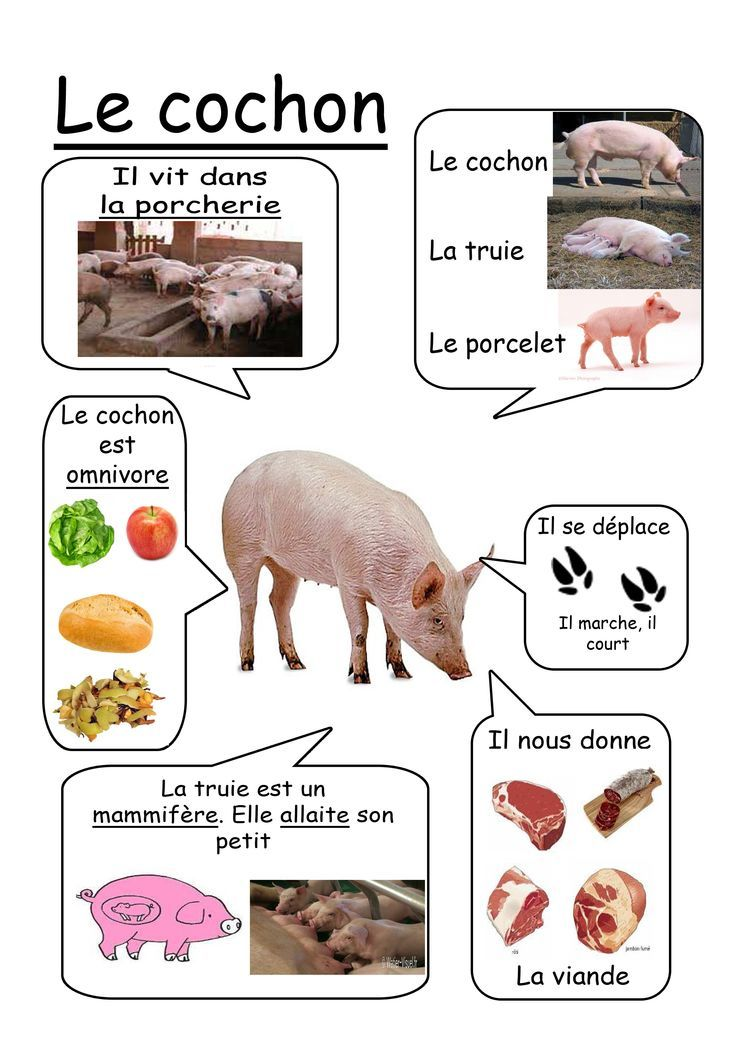 Le cochon
Il vit dans
la porcherie
Le cochon
La truie
Le porcelet
Le cochon
est
omnivore
Il se déplace
Il marche, il
court
La truie est un
mammifère. Elle allaite son
petit
Il nous donne
jambon fumé
La viande